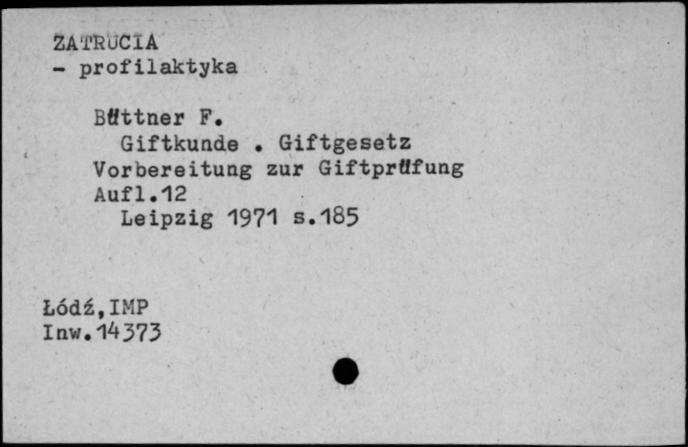 ZATRUCIA
- profilaktyka
Büttner F.
Giftkunde . Giftgesetz
Vorbereitung zur Giftprüfung
Aufl.12
Leipzig 1971 s.185
Łódź,IMP
Inw.14373